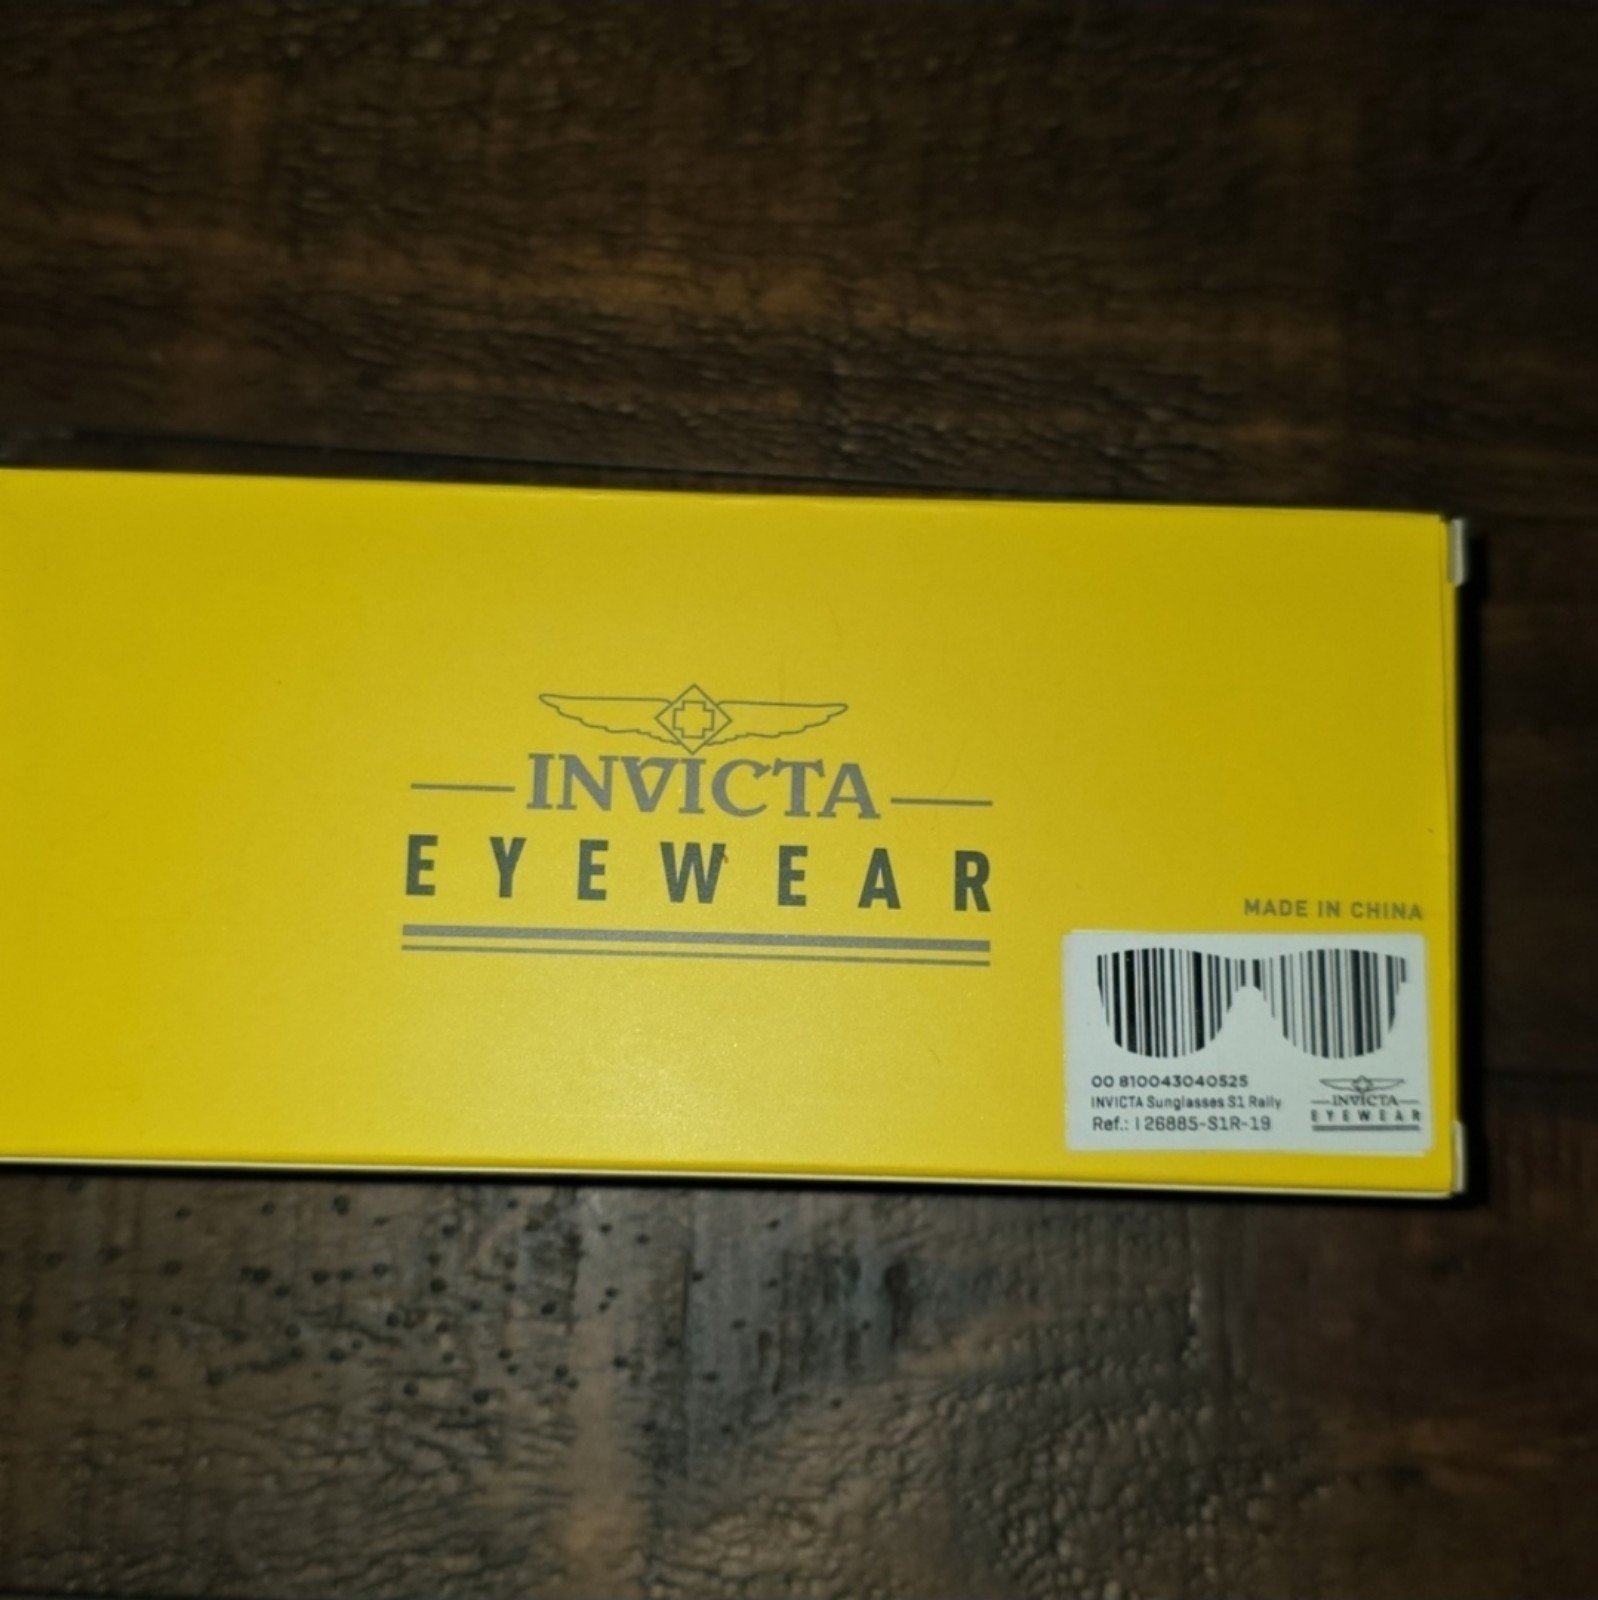 INVICTA
EYEWEAR
MADE IN CHINA
00 810043040525
INVICTA Sunglasses S1 Rally
Ref.: I 26885-S1R-19
INVICTA
EYEWEAR